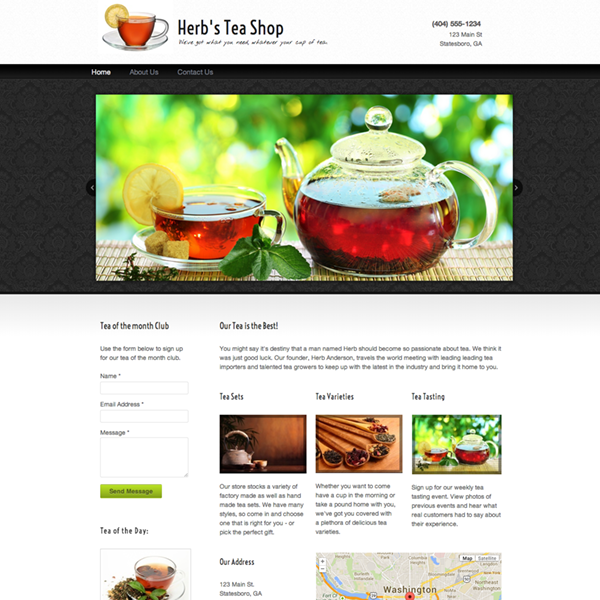 Herb's Tea Shop
We've got what you need, whatever your cup of tea.
(404) 555-1234
123 Main St
Statesboro, GA
Home About Us Contact Us
Tea of the month Club
Use the form below to sign up
for our tea of the month club.
Name *
Email Address *
Message *
Send Message
Tea of the Day:
Our Tea is the Best!
You might say it's destiny that a man named Herb should become so passionate about tea. We think it
was just good luck. Our founder, Herb Anderson, travels the world meeting with leading leading tea
importers and talented tea growers to keep up with the latest in the industry and bring it home to you.
Tea Sets
Our store stocks a variety of
factory made as well as hand
made tea sets. We have many
styles, so come in and choose
one that is right for you - or
pick the perfect gift.
Tea Varieties
Whether you want to come
have a cup in the morning or
take a pound home with you,
we've got you covered with
a plethora of delicious tea
varieties.
Tea Tasting
Sign up for our weekly tea
tasting event. View photos of
previous events and hear what
real customers had to say about
their experience.
Our Address
123 Main St.
Statesboro, GA
Map Satellite
Washington